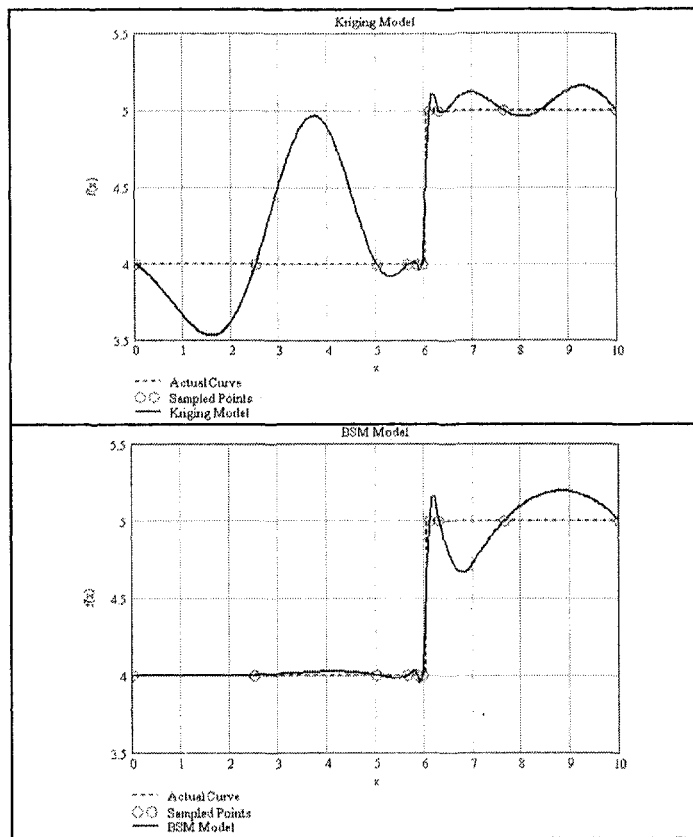 Kriging Model
5.5
5
4.5
4
3.5
f(x)
0 1 2 3 4 5 6 7 8 9 10
x
Actual Curve
Sampled Points
Kriging Model
BSM Model
5.5
5
4.5
4
3.5
f(x)
0 1 2 3 4 5 6 7 8 9 10
x
Actual Curve
Sampled Points
BSM Model